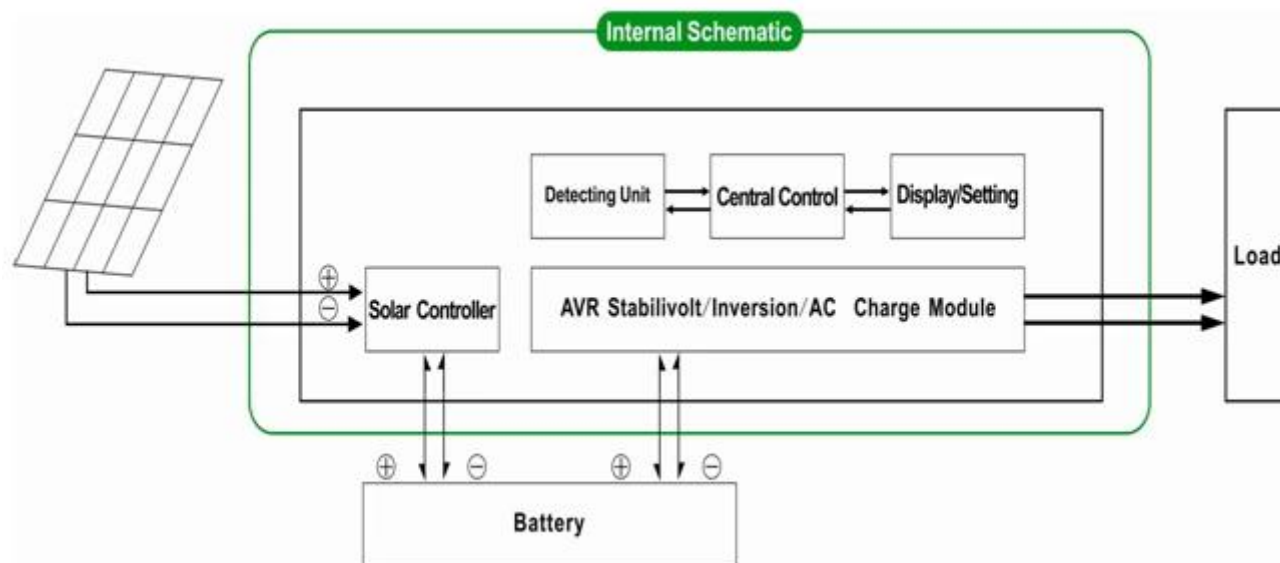 Internal Schematic
Detecting Unit
Central Control
Display/Setting
⊕
⊖
Solar Controller
AVR Stabilivolt/Inversion/AC Charge Module
Load
⊕
⊖
⊕
⊖
Battery